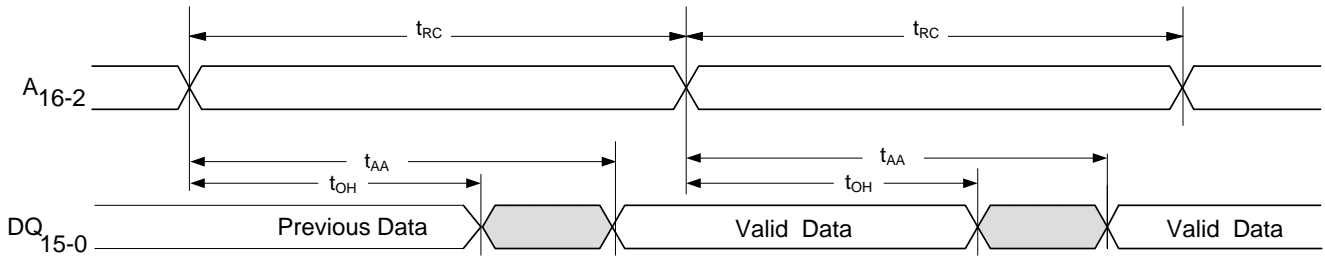 tRC tRC
A16-2
tAA tAA
tOH tOH
DQ15-0 Previous Data Valid Data Valid Data